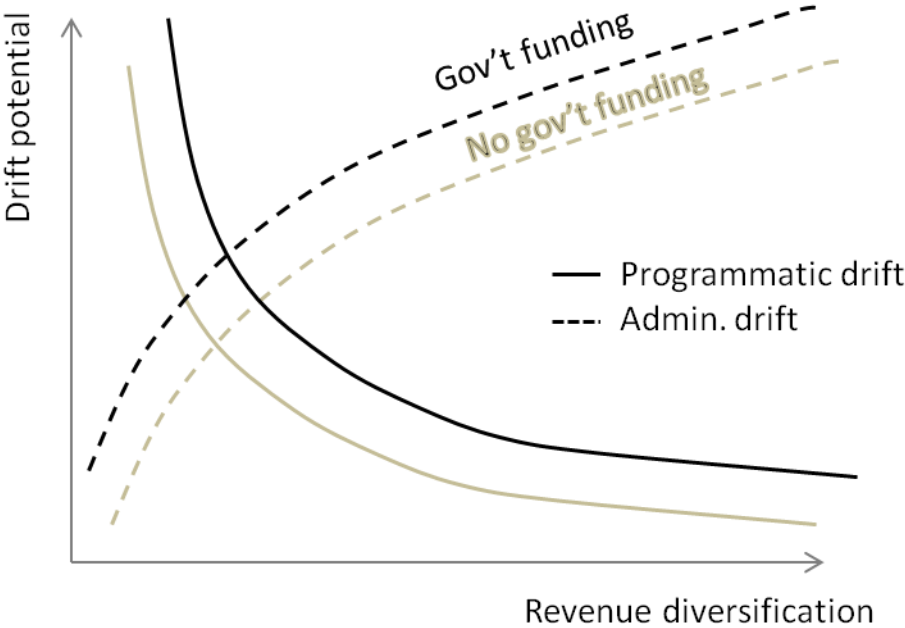 Drift potential
Gov't funding
No gov't funding
Programmatic drift
Admin. drift
Revenue diversification